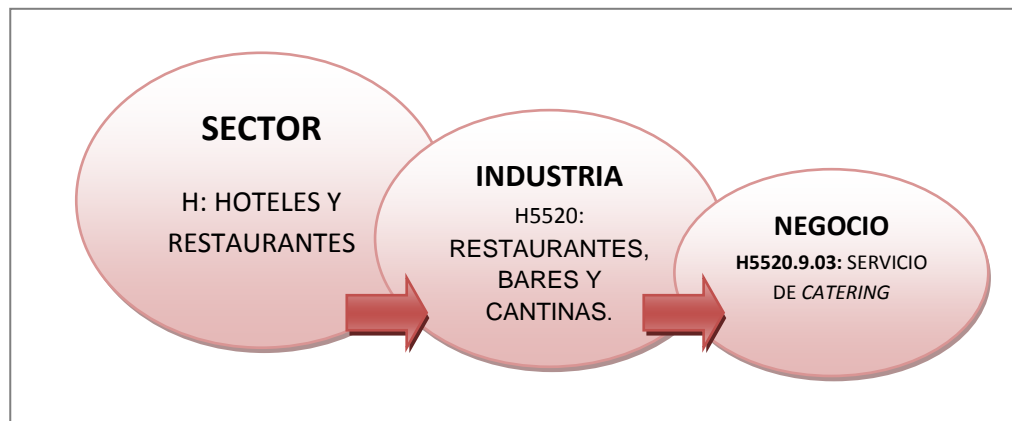 SECTOR
H: HOTELES Y
RESTAURANTES
INDUSTRIA
H5520:
RESTAURANTES,
BARES Y
CANTINAS.
NEGOCIO
H5520.9.03: SERVICIO
DE CATERING